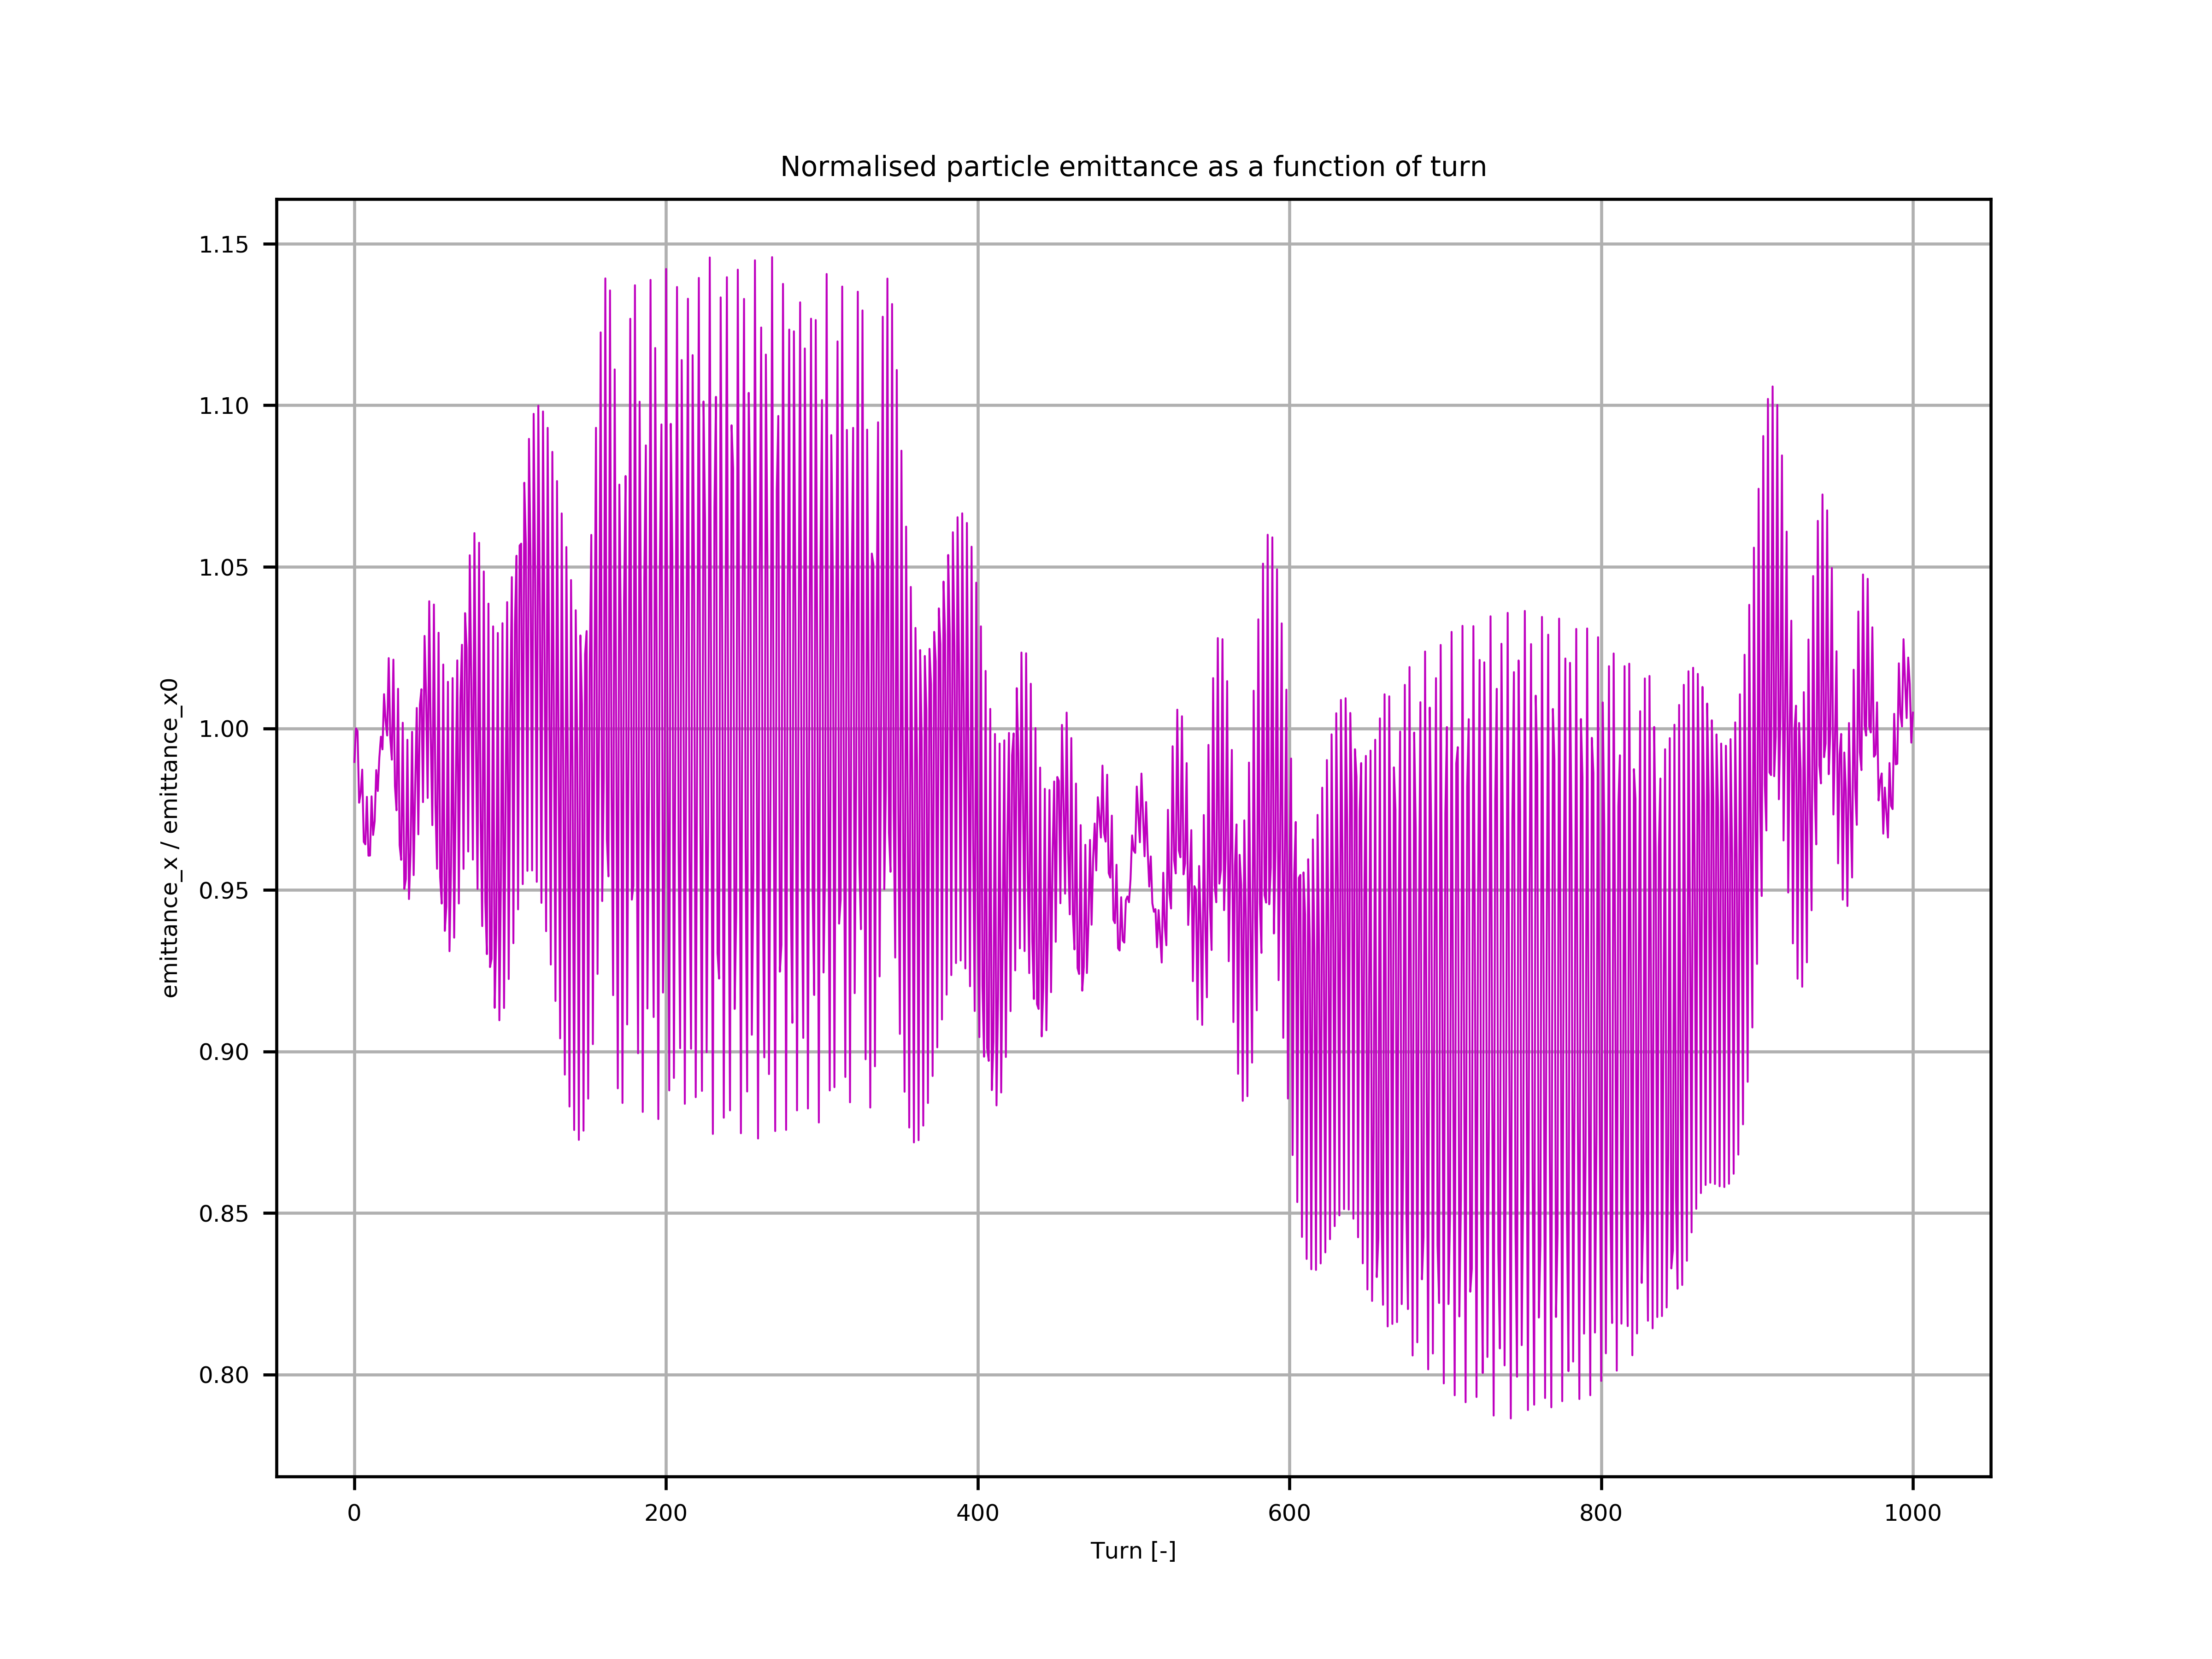 Normalised particle emittance as a function of turn
emittance_x / emittance_x0
1.15
1.10
1.05
1.00
0.95
0.90
0.85
0.80
0 200 400 600 800 1000
Turn [-]